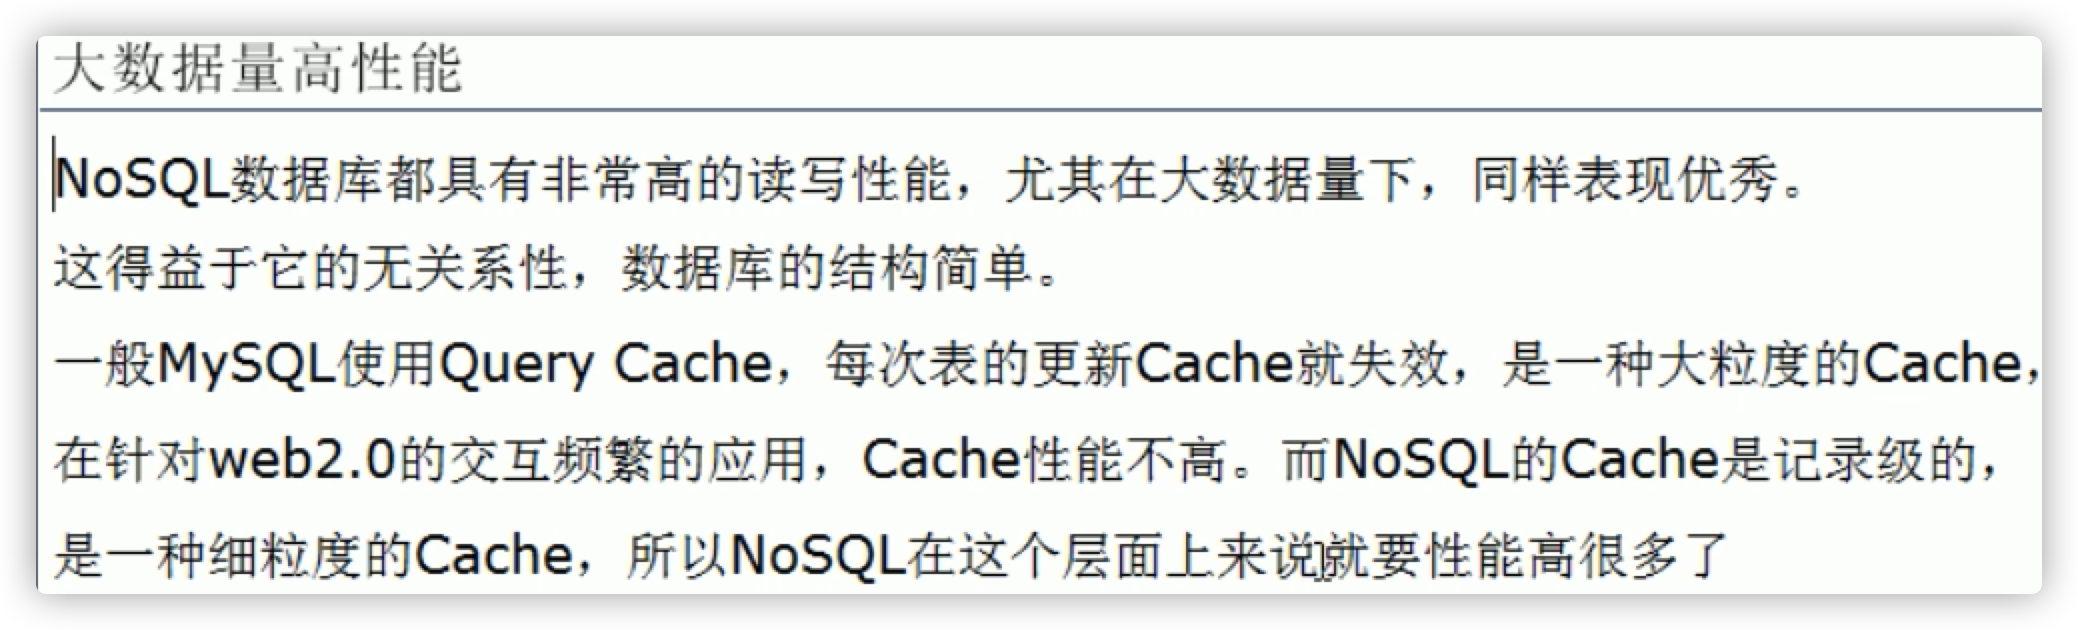 大数据量高性能
NoSQL数据库都具有非常高的读写性能，尤其在大数据量下，同样表现优秀。
这得益于它的无关系性，数据库的结构简单。
一般MySQL使用Query Cache，每次表的更新Cache就失效，是一种大粒度的Cache，
在针对web2.0的交互频繁的应用，Cache性能不高。而NoSQL的Cache是记录级的，
是一种细粒度的Cache，所以NoSQL在这个层面上来说就要性能高很多了